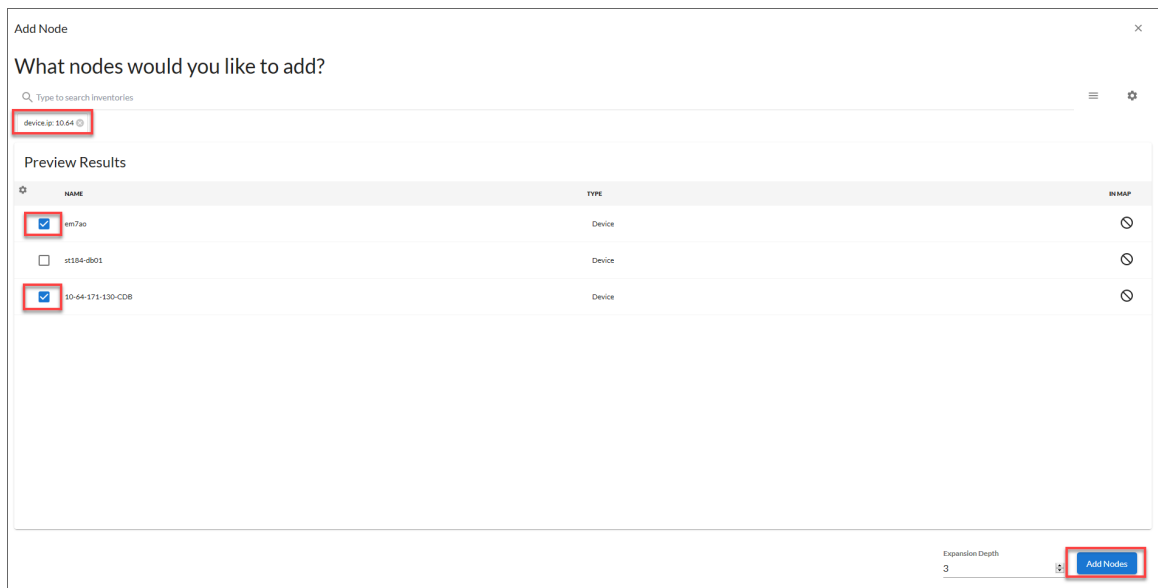 Add Node
What nodes would you like to add?
Type to search inventories
device.ip: 10.64
Preview Results
NAME TYPE IN MAP
em7ao Device
st184-db01 Device
10-64-171-130-CDB Device
Expansion Depth
3
Add Nodes